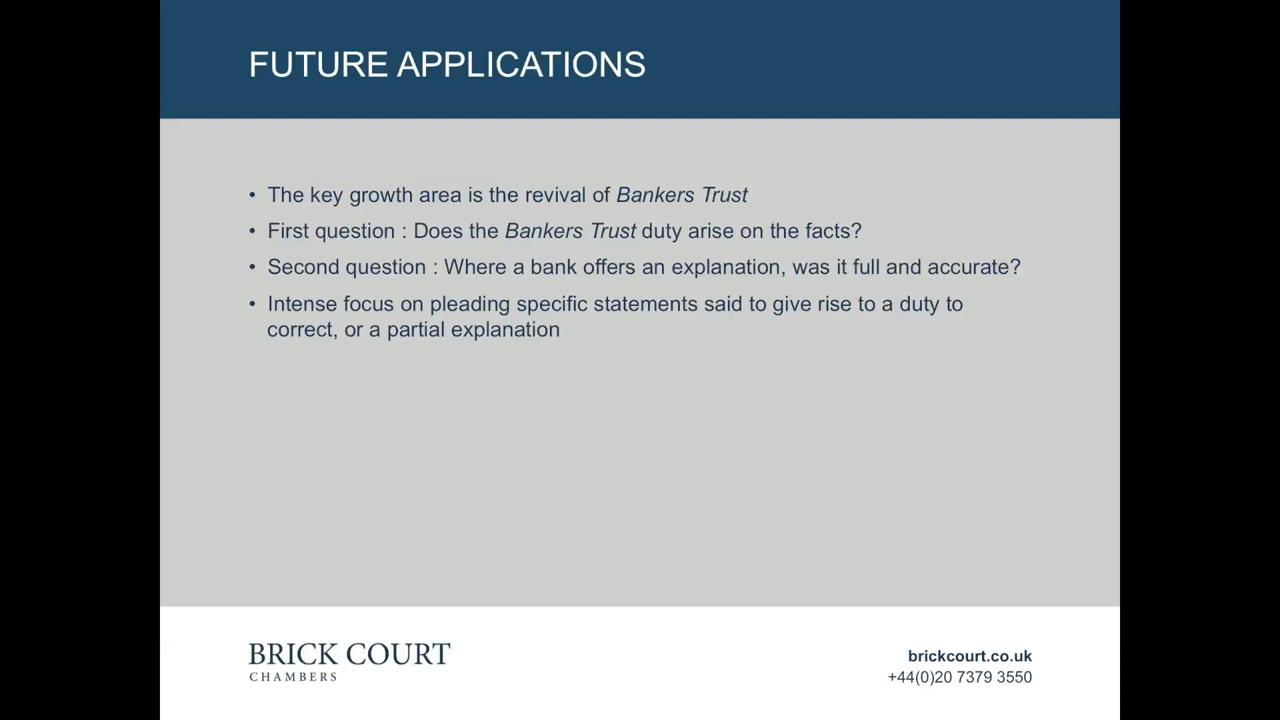 FUTURE APPLICATIONS
• The key growth area is the revival of Bankers Trust
• First question : Does the Bankers Trust duty arise on the facts?
• Second question : Where a bank offers an explanation, was it full and accurate?
• Intense focus on pleading specific statements said to give rise to a duty to
correct, or a partial explanation
BRICK COURT
CHAMBERS
brickcourt.co.uk
+44(0)20 7379 3550